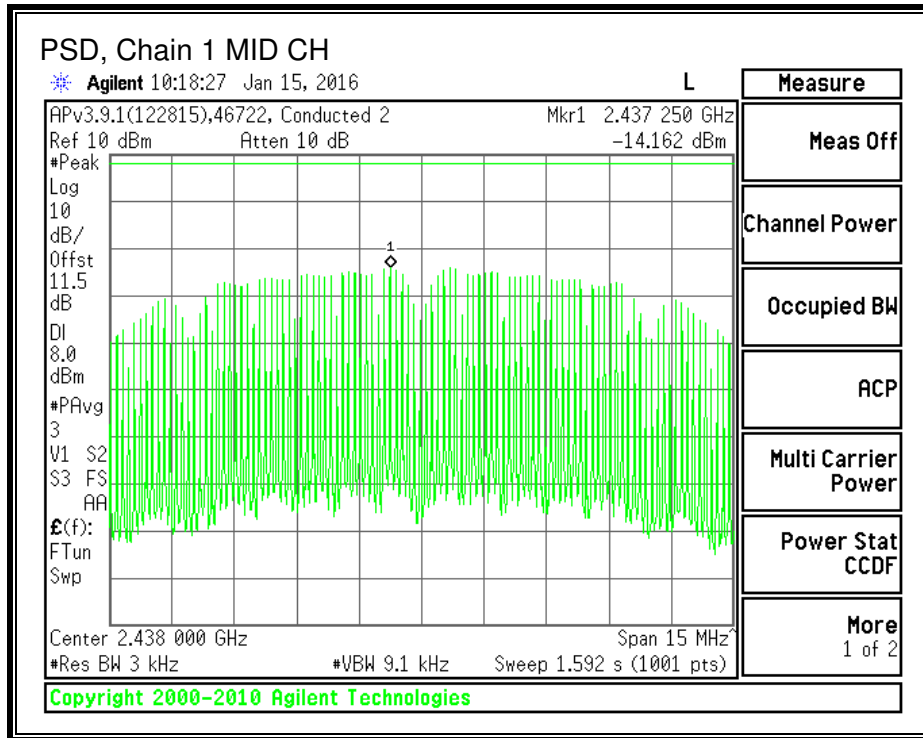 PSD, Chain 1 MID CH
Agilent 10:18:27 Jan 15, 2016 L
APv3.9.1(122815),46722, Conducted 2 Mkr1 2.437 250 GHz
Ref 10 dBm Atten 10 dB -14.162 dBm
#Peak
Log
10
dB/
Offst
11.5
dB
DI
8.0
dBm
#PAvg
3
V1 S2
S3 FS
AA
£(f):
FTun
Swp
1
Center 2.438 000 GHz Span 15 MHz^
#Res BW 3 kHz #VBW 9.1 kHz Sweep 1.592 s (1001 pts)
Measure
Meas Off
Channel Power
Occupied BW
ACP
Multi Carrier
Power
Power Stat
CCDF
More
1 of 2
Copyright 2000-2010 Agilent Technologies